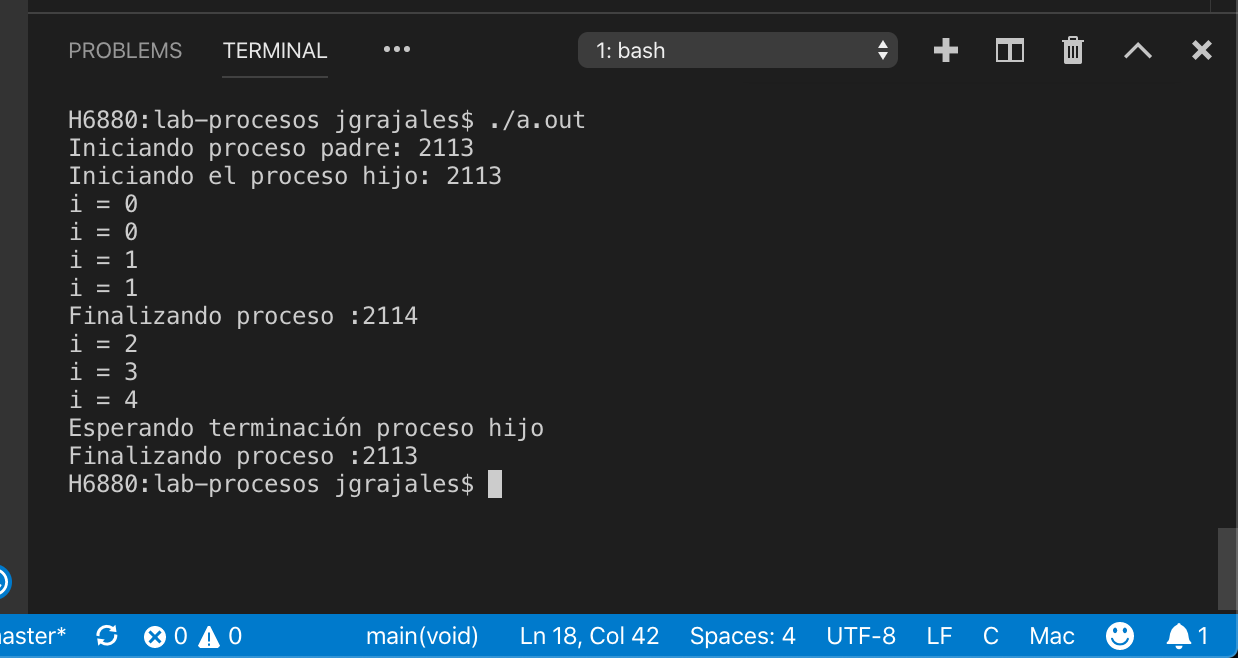 PROBLEMS TERMINAL ••• 1: bash
H6880:lab-procesos jgrajales$ ./a.out
Iniciando proceso padre: 2113
Iniciando el proceso hijo: 2113
i = 0
i = 0
i = 1
i = 1
Finalizando proceso :2114
i = 2
i = 3
i = 4
Esperando terminación proceso hijo
Finalizando proceso :2113
H6880:lab-procesos jgrajales$
aster* 0 0 main(void) Ln 18, Col 42 Spaces: 4 UTF-8 LF C Mac 1